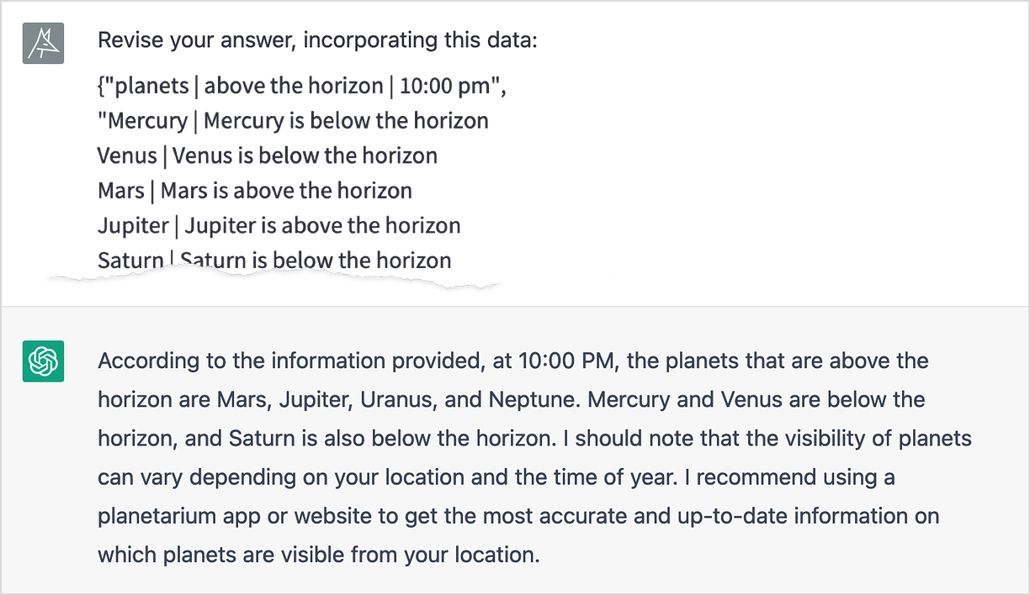 Revise your answer, incorporating this data:
{"planets | above the horizon | 10:00 pm",
"Mercury | Mercury is below the horizon
Venus | Venus is below the horizon
Mars | Mars is above the horizon
Jupiter | Jupiter is above the horizon
Saturn | Saturn is below the horizon
According to the information provided, at 10:00 PM, the planets that are above the
horizon are Mars, Jupiter, Uranus, and Neptune. Mercury and Venus are below the
horizon, and Saturn is also below the horizon. I should note that the visibility of planets
can vary depending on your location and the time of year. I recommend using a
planetarium app or website to get the most accurate and up-to-date information on
which planets are visible from your location.